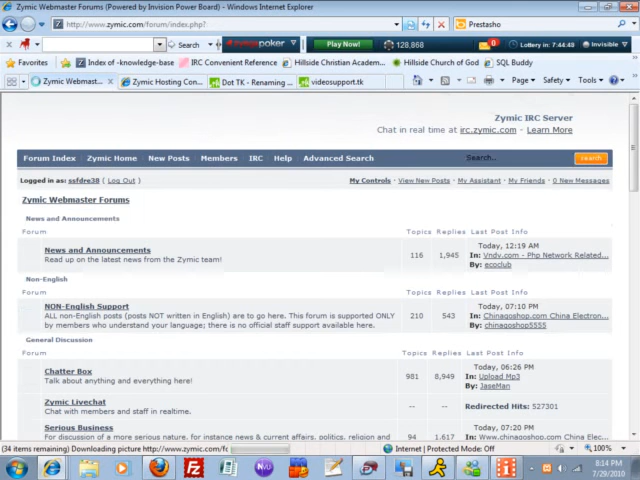 Zymic Webmaster Forums (Powered by Invision Power Board) - Windows Internet Explorer
http://www.zymic.com/forum/index.php?
Prestasho
Search
poker
Play Now!
128,868
Lottery in: 7:44:48
Invisible
Favorites
Index of -knowledge-base
IRC Convenient Reference
Hillside Christian Academ...
Hillside Church of God
SQL Buddy
Zymic Webmast...
Zymic Hosting Con...
Dot TK - Renaming ...
videosupport.tk
Page
Safety
Tools
Zymic IRC Server
Chat in real time at irc.zymic.com - Learn More
Forum Index
Zymic Home
New Posts
Members
IRC
Help
Advanced Search
Search..
search
Logged in as: ssfdre38 ( Log Out )
My Controls · View New Posts · My Assistant · My Friends · 0 New Messages
Zymic Webmaster Forums
News and Announcements
Forum Topics Replies Last Post Info
News and Announcements
Read up on the latest news from the Zymic team!
116 1,945
Today, 12:19 AM
In: Vndv.com - Php Network Related...
By: ecoclub
Non-English
Forum Topics Replies Last Post Info
NON-English Support
ALL non-English posts (posts NOT written in English) are to go here. This forum is supported ONLY
by members who understand your language; there is no official staff support available here.
210 543
Today, 07:10 PM
In: Chinagoshop.com China Electron...
By: chinagoshop5555
General Discussion
Forum Topics Replies Last Post Info
Chatter Box
Talk about anything and everything here!
981 8,949
Today, 06:26 PM
In: Upload Mp3
By: JaseMan
Zymic Livechat
Chat with members and staff in realtime.
-- -- Redirected Hits: 527301
Serious Business
For discussion of a more serious nature, for instance news & current affairs, politics, religion and
94 1,617
Today, 07:20 PM
In: Www.chinagoshop.com China Elec...
(34 items remaining) Downloading picture http://www.zymic.com/fo
Internet | Protected Mode: Off
100%
8:14 PM
7/29/2010